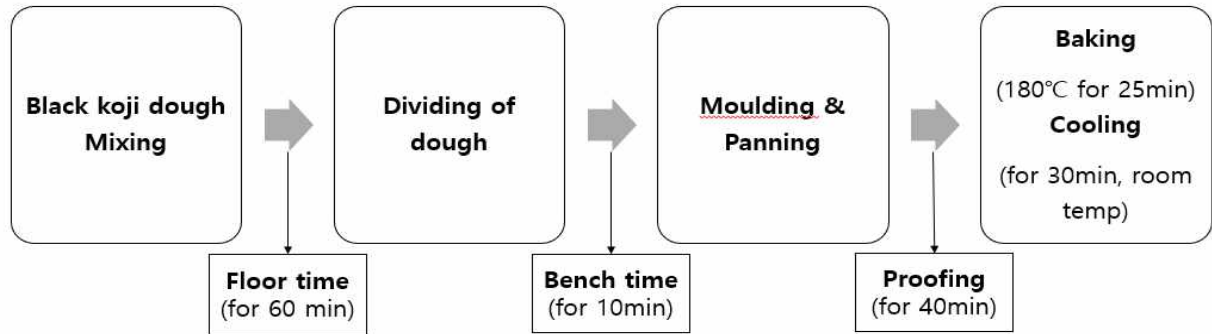 Black koji dough
Mixing
Floor time
(for 60 min)
Dividing of
dough
Bench time
(for 10min)
Moulding &
Panning
Proofing
(for 40min)
Baking
(180℃ for 25min)
Cooling
(for 30min, room
temp)